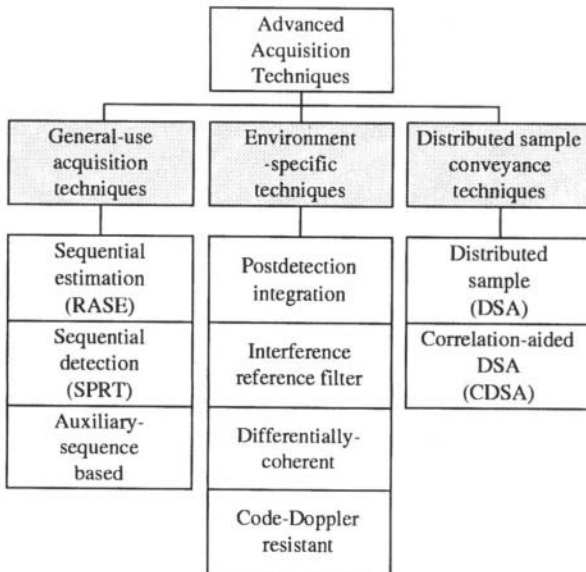 Advanced
Acquisition
Techniques
General-use
acquisition
techniques
Environment
-specific
techniques
Distributed sample
conveyance
techniques
Sequential
estimation
(RASE)
Sequential
detection
(SPRT)
Auxiliary-
sequence
based
Postdetection
integration
Interference
reference filter
Differentially-
coherent
Code-Doppler
resistant
Distributed
sample
(DSA)
Correlation-aided
DSA
(CDSA)